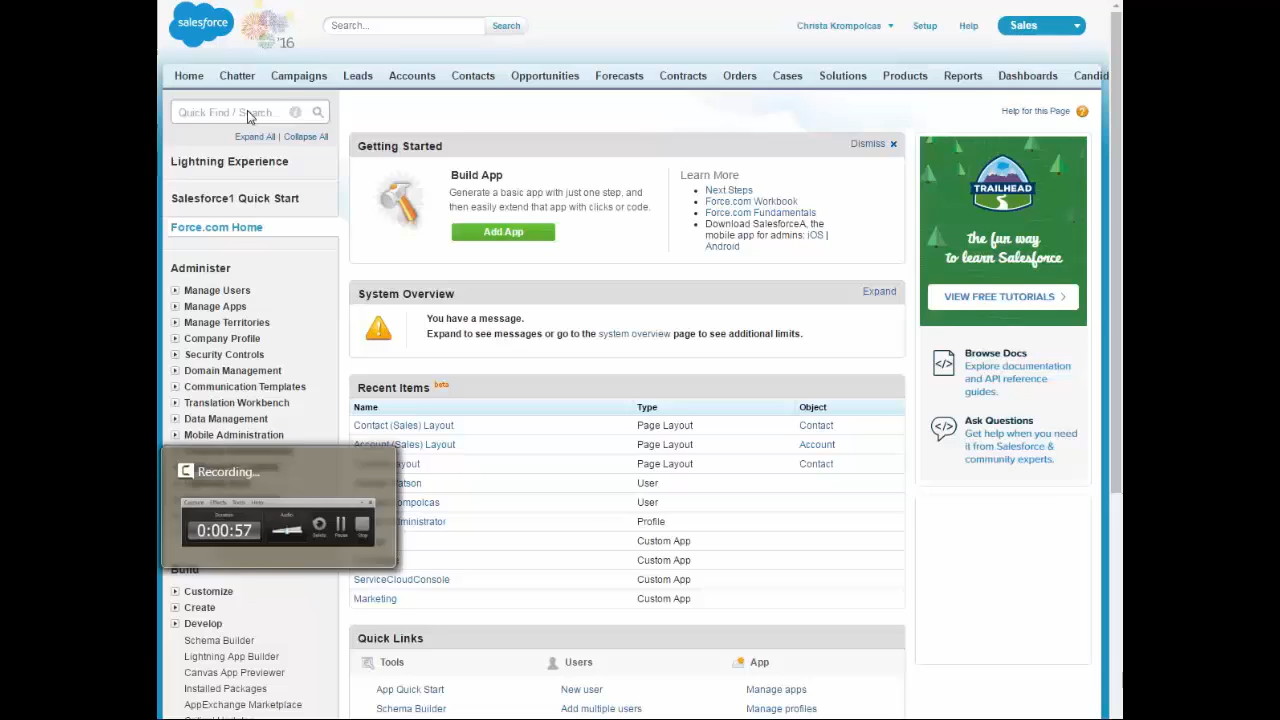 salesforce
'16
Search...
Search
Christa Krompolcas
Setup
Help
Sales
Home Chatter Campaigns Leads Accounts Contacts Opportunities Forecasts Contracts Orders Cases Solutions Products Reports Dashboards Candid
Quick Find / Search...
Expand All | Collapse All
Lightning Experience
Salesforce1 Quick Start
Force.com Home
Administer
Manage Users
Manage Apps
Manage Territories
Company Profile
Security Controls
Domain Management
Communication Templates
Translation Workbench
Data Management
Mobile Administration
Recording...
Duration
Audio
0:00:57
Delete
Pause
Stop
Build
Customize
Create
Develop
Schema Builder
Lightning App Builder
Canvas App Previewer
Installed Packages
AppExchange Marketplace
Help for this Page
Getting Started
Dismiss
Build App
Generate a basic app with just one step, and
then easily extend that app with clicks or code.
Add App
Learn More
Next Steps
Force.com Workbook
Force.com Fundamentals
Download SalesforceA, the
mobile app for admins: iOS |
Android
System Overview
Expand
You have a message.
Expand to see messages or go to the system overview page to see additional limits.
Recent Items beta
Name Type Object
Contact (Sales) Layout Page Layout Contact
Account (Sales) Layout Page Layout Account
Page Layout Contact
User
User
Profile
Custom App
Custom App
ServiceCloudConsole Custom App
Marketing Custom App
Quick Links
Tools
Users
App
App Quick Start
New user
Manage apps
Schema Builder
Add multiple users
Manage profiles
TRAILHEAD
the fun way
to learn Salesforce
VIEW FREE TUTORIALS
Browse Docs
Explore documentation
and API reference
guides.
Ask Questions
Get help when you need
it from Salesforce &
community experts.